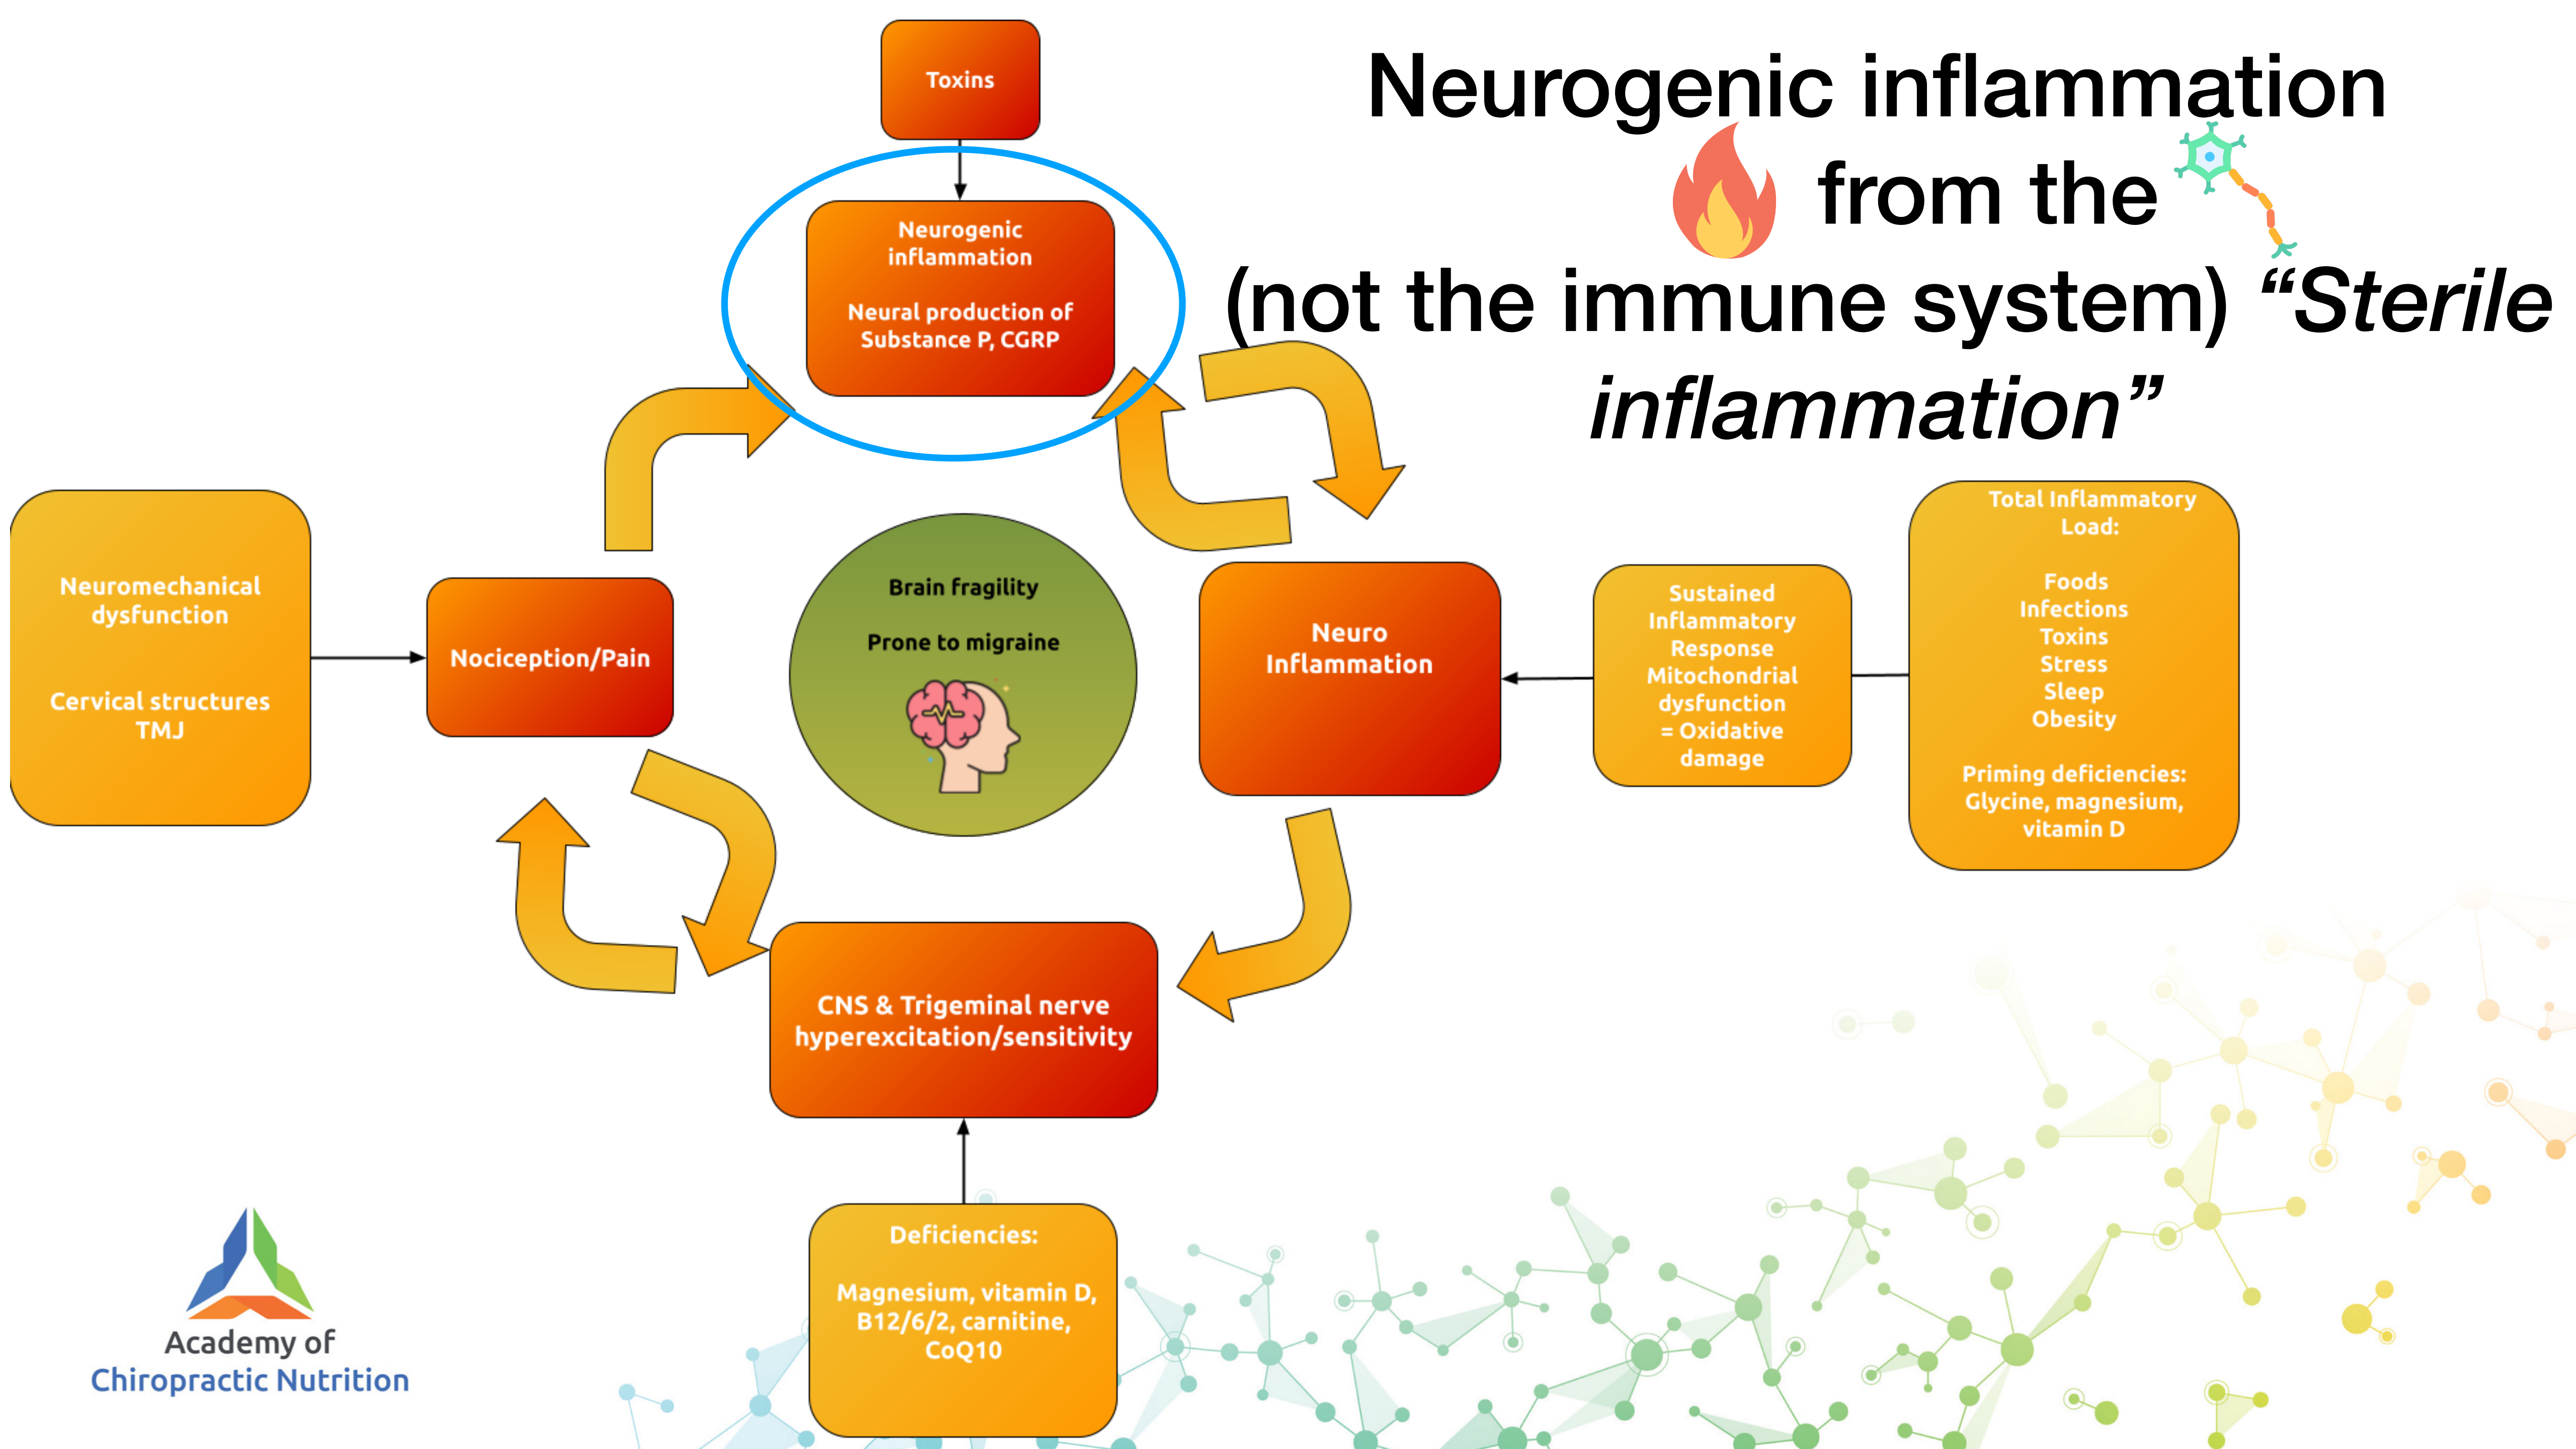 Toxins
Neurogenic inflammation
from the
(not the immune system) “Sterile
inflammation”
Neurogenic
inflammation
Neural production of
Substance P, CGRP
Neuromechanical
dysfunction
Cervical structures
TMJ
Nociception/Pain
Brain fragility
Prone to migraine
Neuro
Inflammation
Sustained
Inflammatory
Response
Mitochondrial
dysfunction
= Oxidative
damage
Total Inflammatory
Load:
Foods
Infections
Toxins
Stress
Sleep
Obesity
Priming deficiencies:
Glycine, magnesium,
vitamin D
CNS & Trigeminal nerve
hyperexcitation/sensitivity
Deficiencies:
Magnesium, vitamin D,
B12/6/2, carnitine,
CoQ10
Academy of
Chiropractic Nutrition